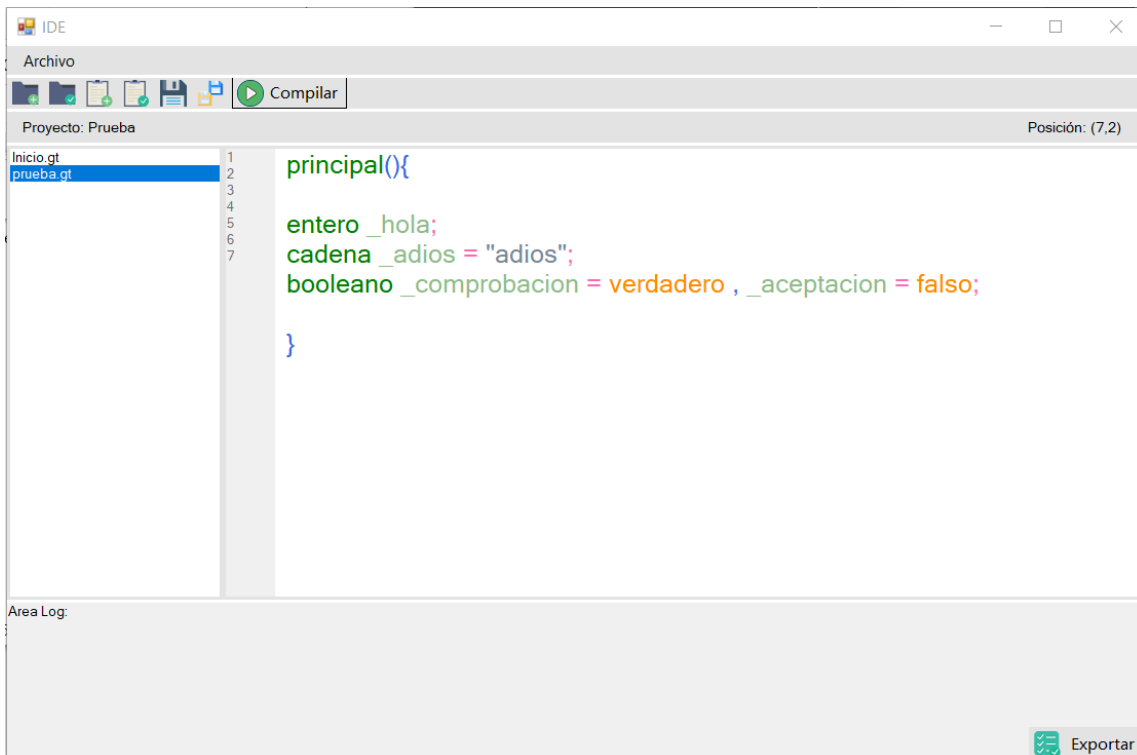 IDE
Archivo
Compilar
Proyecto: Prueba
Posición: (7,2)
Inicio.gt
prueba.gt
1
2
3
4
5
6
7
principal(){
entero _hola;
cadena _adios = "adios";
booleano _comprobacion = verdadero , _aceptacion = falso;
}
Area Log:
Exportar